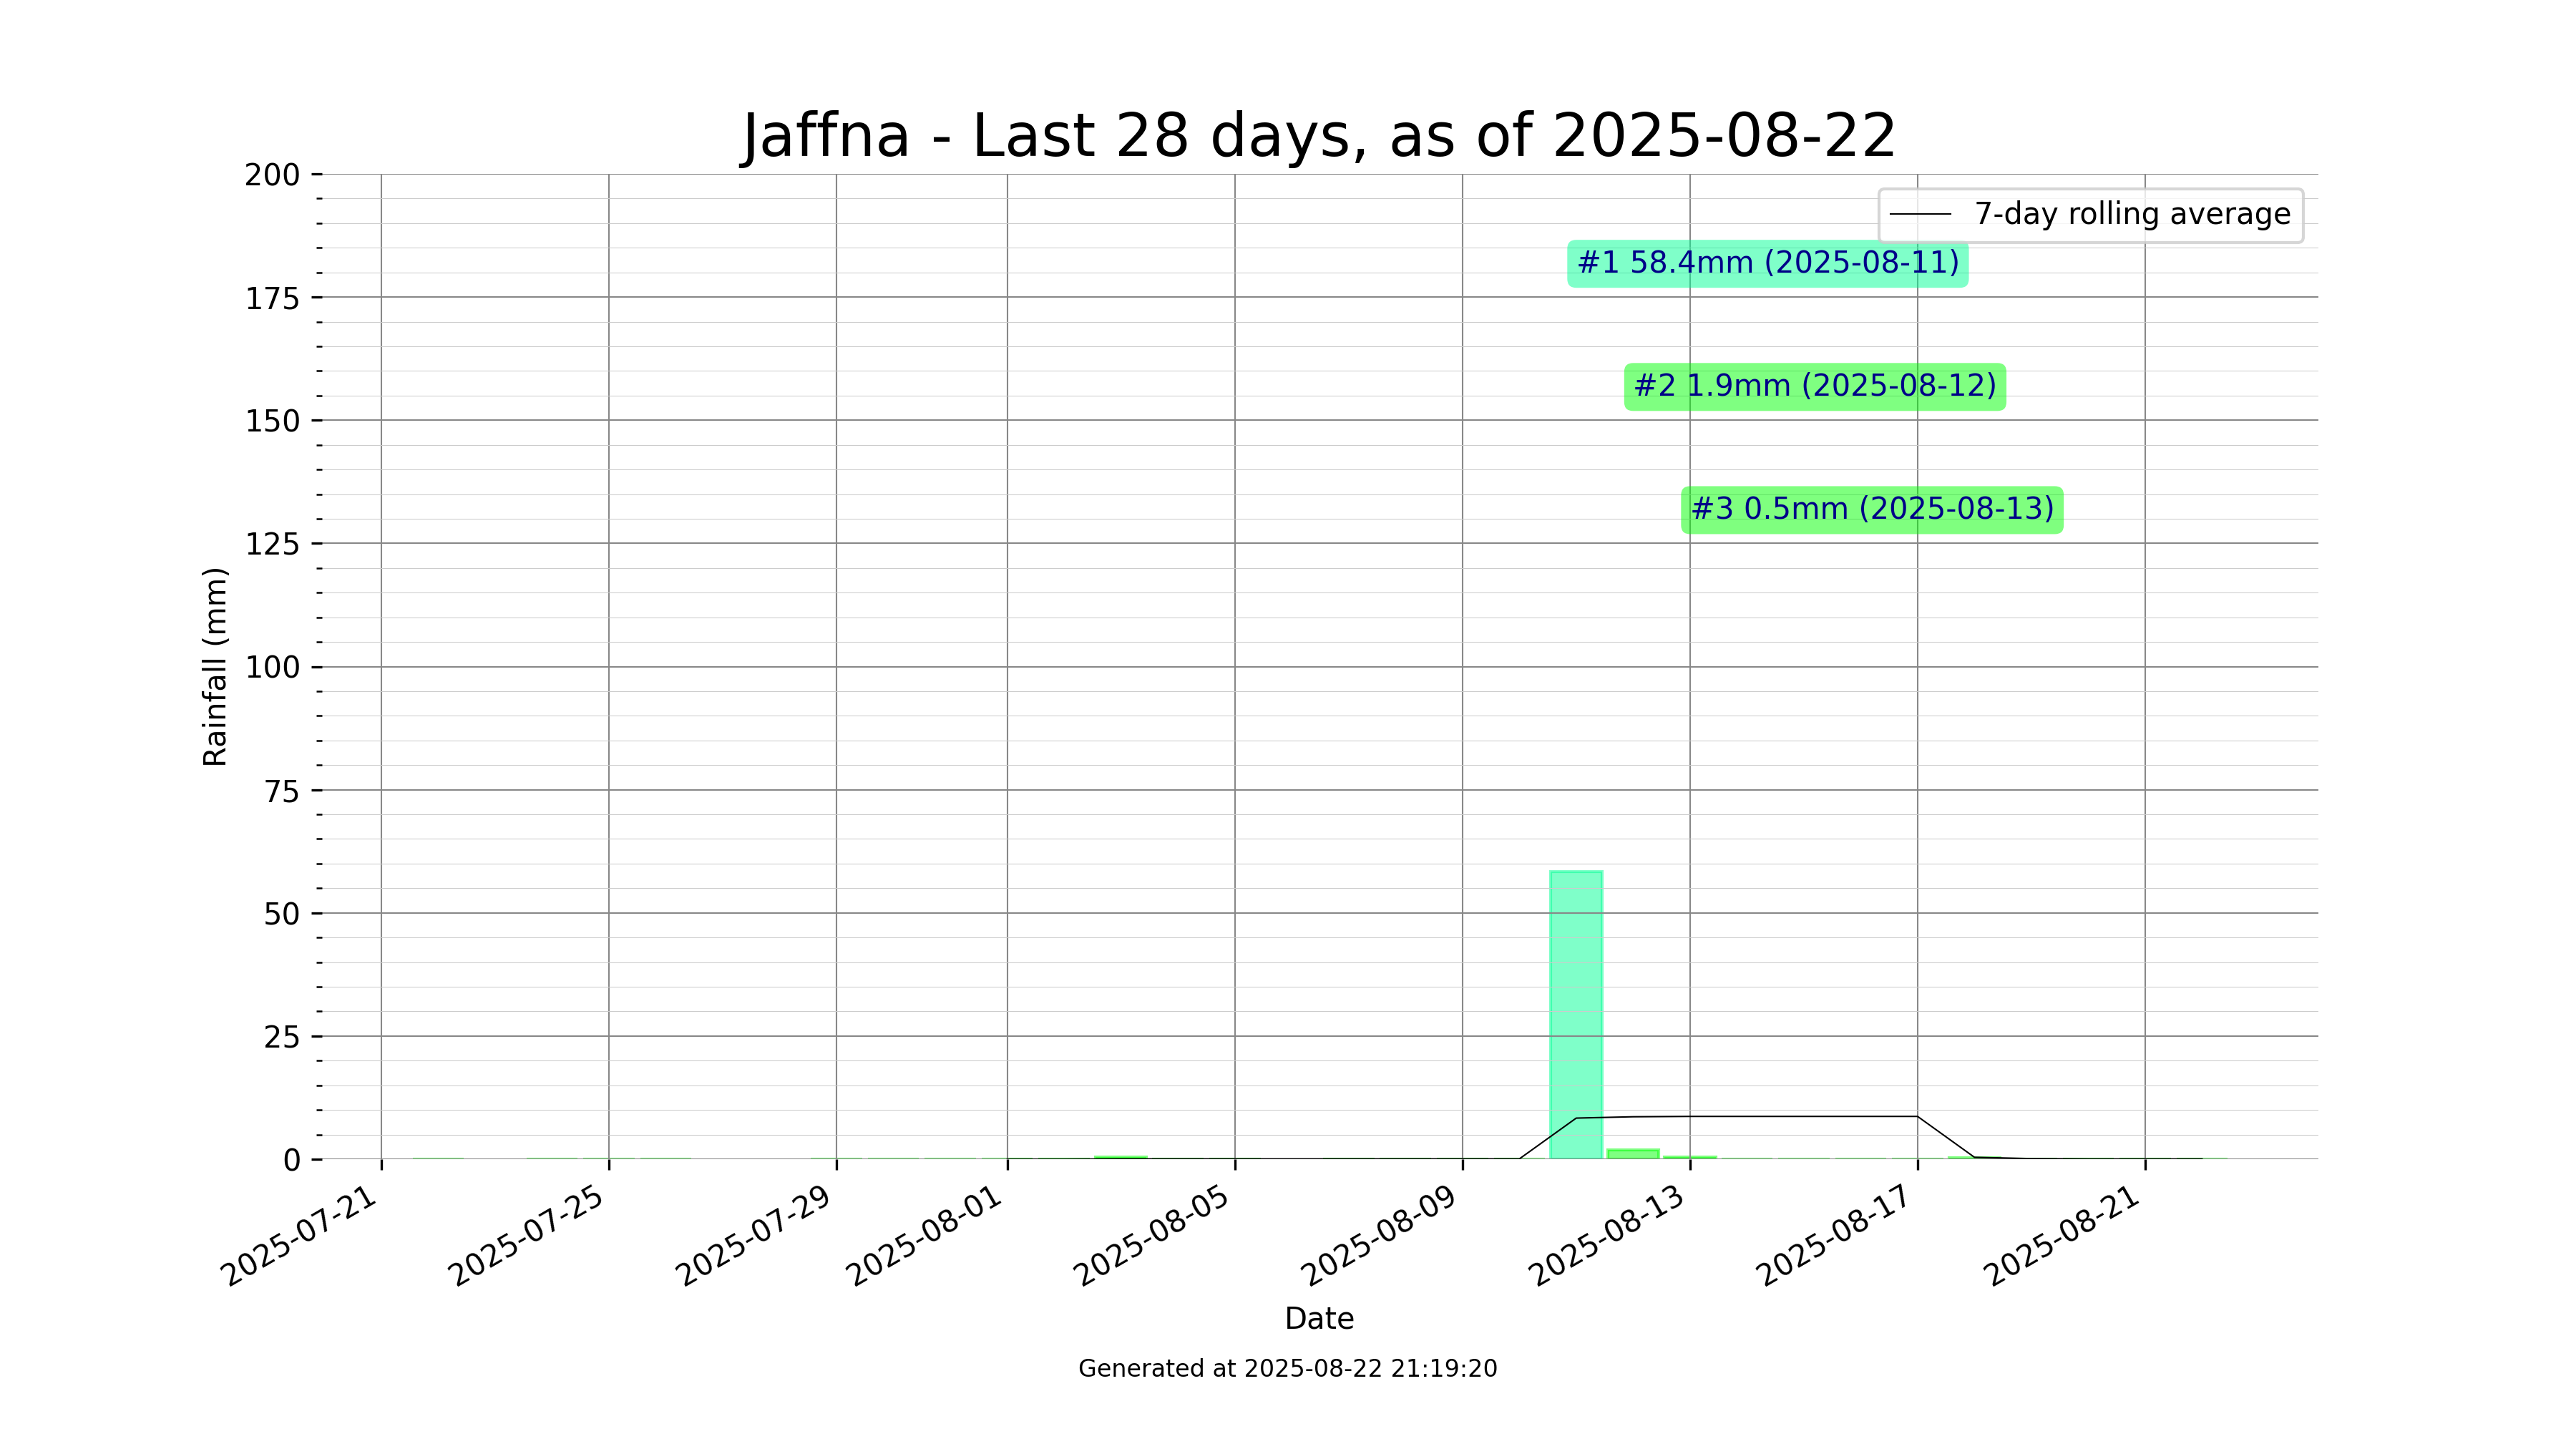 Jaffna - Last 28 days, as of 2025-08-22
200
175
150
125
100
75
50
25
0
Rainfall (mm)
7-day rolling average
#1 58.4mm (2025-08-11)
#2 1.9mm (2025-08-12)
#3 0.5mm (2025-08-13)
2025-07-21
2025-07-25
2025-07-29
2025-08-01
2025-08-05
2025-08-09
2025-08-13
2025-08-17
2025-08-21
Date
Generated at 2025-08-22 21:19:20